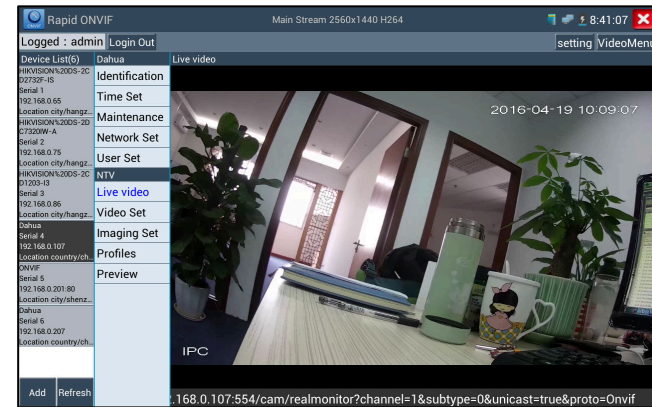 Rapid ONVIF
Main Stream 2560x1440 H264
8:41:07
Logged : admin
Login Out
setting
VideoMenu
Device List(6)
HIKVISION%20DS-2C
D2732F-IS
Serial 1
192.168.0.65
Location city/hangz...
HIKVISION%20DS-2D
C7320IW-A
Serial 2
192.168.0.75
Location city/hangz...
HIKVISION%20DS-2C
D1203-I3
Serial 3
192.168.0.86
Location city/hangz...
Dahua
Serial 4
192.168.0.107
Location country/ch...
ONVIF
Serial 5
192.168.0.201:80
Location city/shenz...
Dahua
Serial 6
192.168.0.207
Location country/ch...
Add
Refresh
Dahua
Identification
Time Set
Maintenance
Network Set
User Set
NTV
Live video
Video Set
Imaging Set
Profiles
Preview
Live video
2016-04-19 10:09:07
IPC
.168.0.107:554/cam/realmonitor?channel=1&subtype=0&unicast=true&proto=Onvif